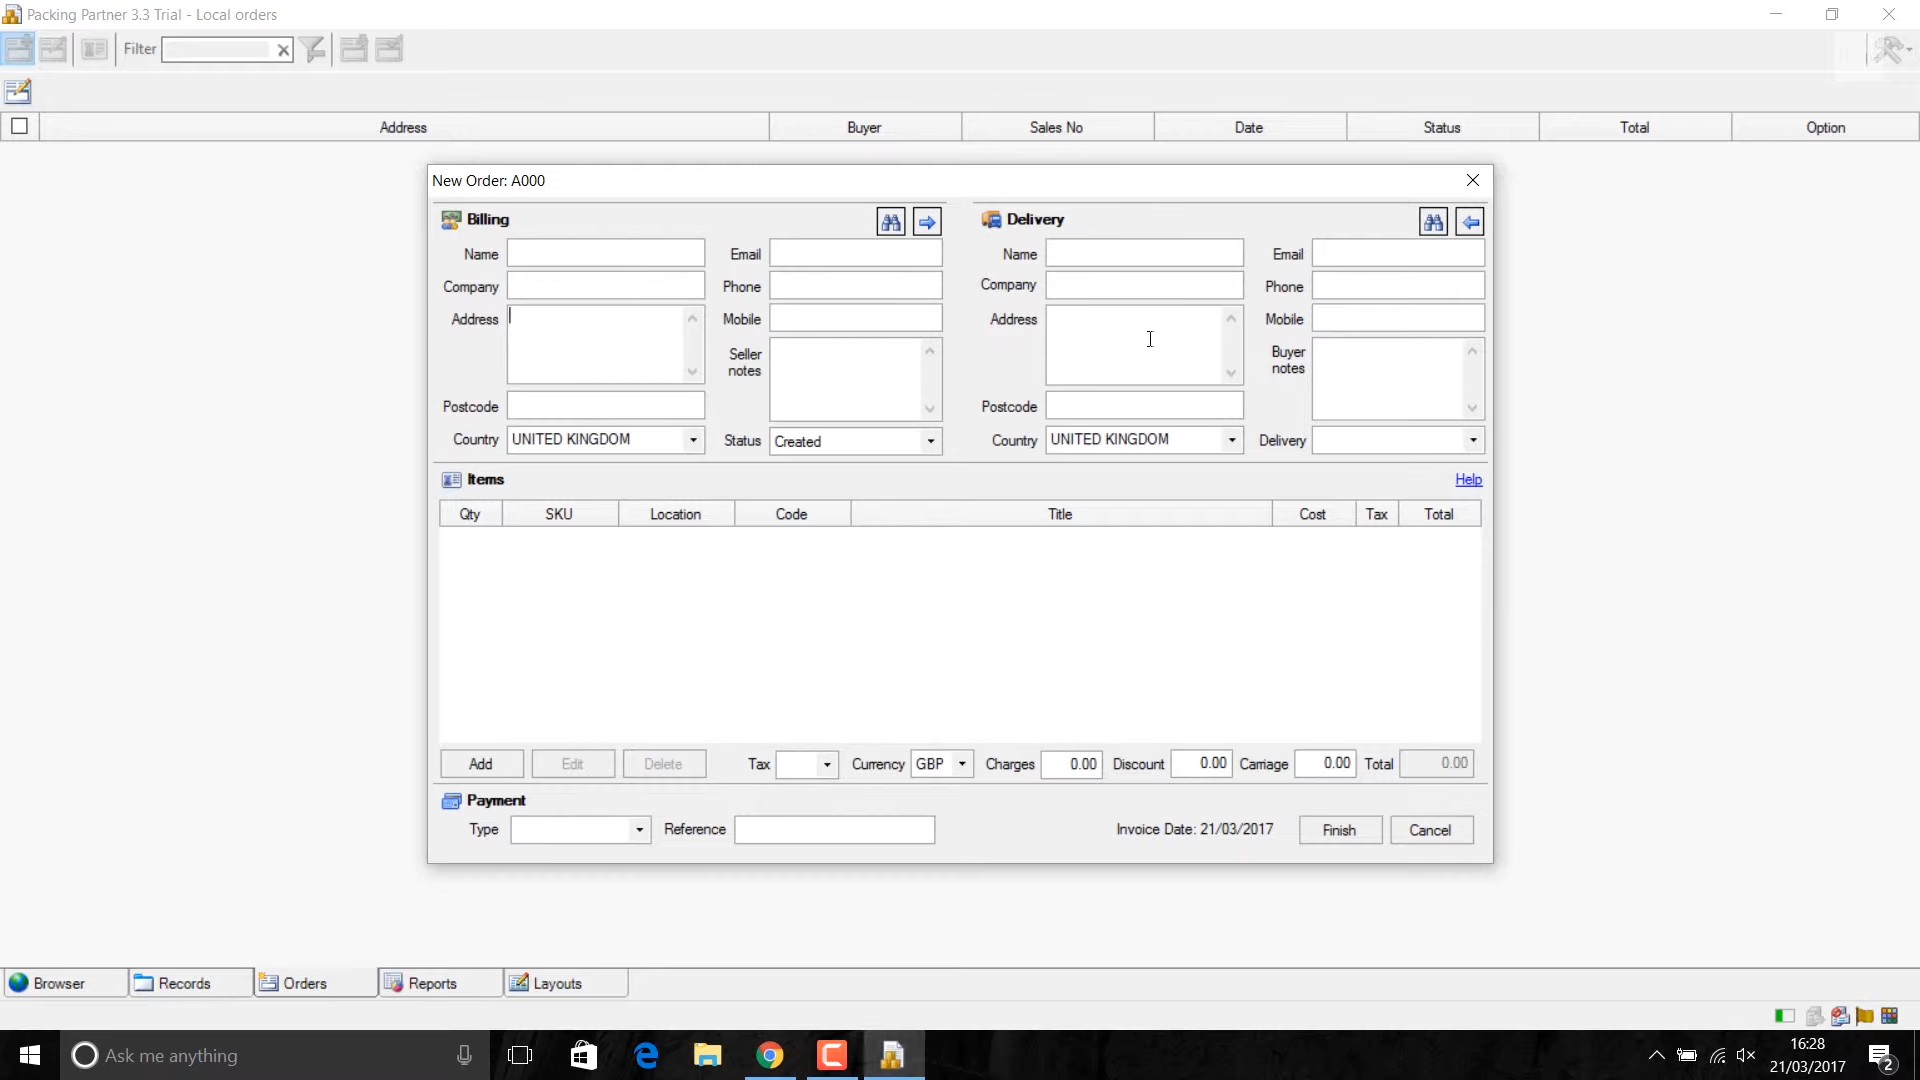 Packing Partner 3.3 Trial - Local orders
Filter
Address Buyer Sales No Date Status Total Option
New Order: A000
Billing Delivery
Name Email Name Email
Company Phone Company Phone
Address Mobile Address Mobile
Seller notes Buyer notes
Postcode Postcode
Country UNITED KINGDOM Status Created Country UNITED KINGDOM Delivery
Items Help
Qty SKU Location Code Title Cost Tax Total
Add Edit Delete Tax Currency GBP Charges 0.00 Discount 0.00 Carriage 0.00 Total 0.00
Payment
Type Reference Invoice Date: 21/03/2017 Finish Cancel
Browser Records Orders Reports Layouts
Ask me anything
16:28
21/03/2017
2